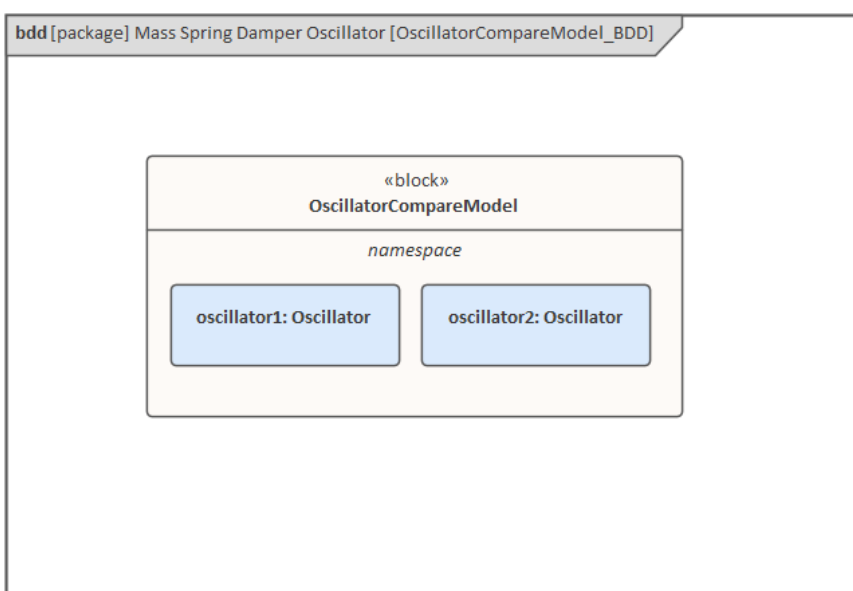 bdd [package] Mass Spring Damper Oscillator [OscillatorCompareModel_BDD]
«block»
OscillatorCompareModel
namespace
oscillator1: Oscillator
oscillator2: Oscillator